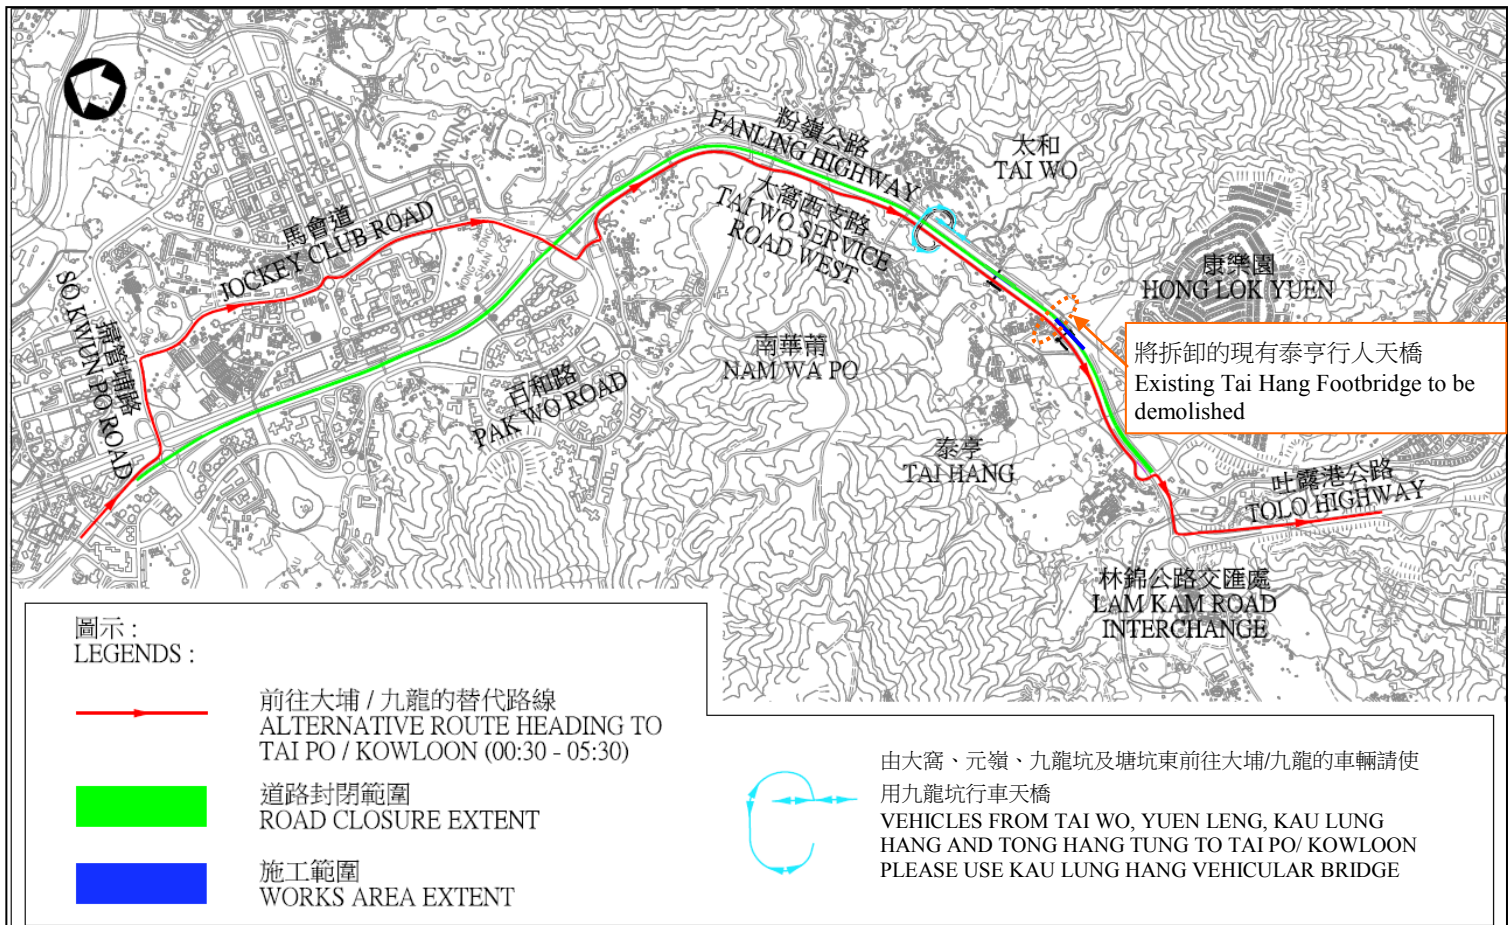 粉嶺公路
FANLING HIGHWAY
太和
TAI WO
大窩西支路
TAI WO SERVICE
ROAD WEST
馬會道
JOCKEY CLUB ROAD
掃管埔路
SO KWUN PO ROAD
康樂園
HONG LOK YUEN
南華莆
NAM WA PO
百和路
PAK WO ROAD
將拆卸的現有泰亨行人天橋
Existing Tai Hang Footbridge to be
demolished
泰亨
TAI HANG
吐露港公路
TOLO HIGHWAY
林錦公路交匯處
LAM KAM ROAD
INTERCHANGE
圖示 :
LEGENDS :
前往大埔 / 九龍的替代路線
ALTERNATIVE ROUTE HEADING TO
TAI PO / KOWLOON (00:30 - 05:30)
道路封閉範圍
ROAD CLOSURE EXTENT
施工範圍
WORKS AREA EXTENT
由大窩、元嶺、九龍坑及塘坑東前往大埔/九龍的車輛請使
用九龍坑行車天橋
VEHICLES FROM TAI WO, YUEN LENG, KAU LUNG
HANG AND TONG HANG TUNG TO TAI PO/ KOWLOON
PLEASE USE KAU LUNG HANG VEHICULAR BRIDGE